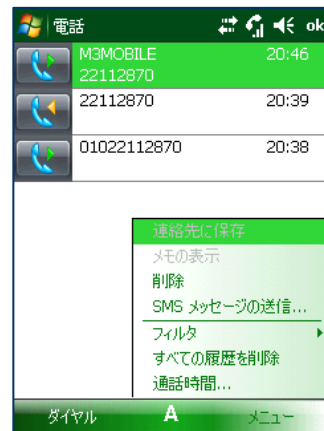 電話 ok
M3MOBILE 20:46
22112870
22112870 20:39
01022112870 20:38
連絡先に保存
メモの表示
削除
SMS メッセージの送信...
フィルタ
すべての履歴を削除
通話時間...
ダイヤル A メニュー